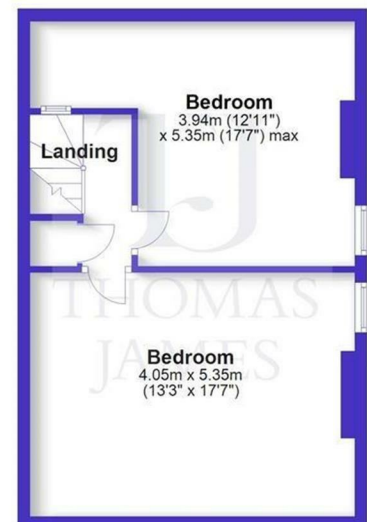 Bedroom
3.94m (12'11")
x 5.35m (17'7") max
Landing
THOMAS
JAMES
Bedroom
4.05m x 5.35m
(13'3" x 17'7")